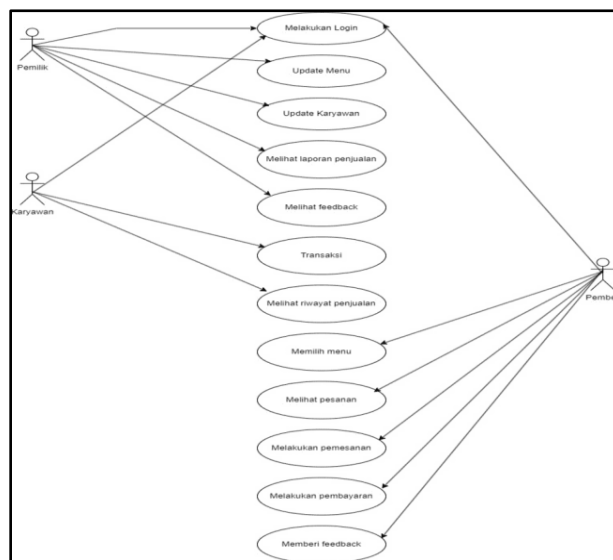 Melakukan Login
Pemilik
Update Menu
Update Karyawan
Melihat laporan penjualan
Karyawan
Melihat feedback
Transaksi
Melihat riwayat penjualan
Pembe
Memilih menu
Melihat pesanan
Melakukan pemesanan
Melakukan pembayaran
Memberi feedback